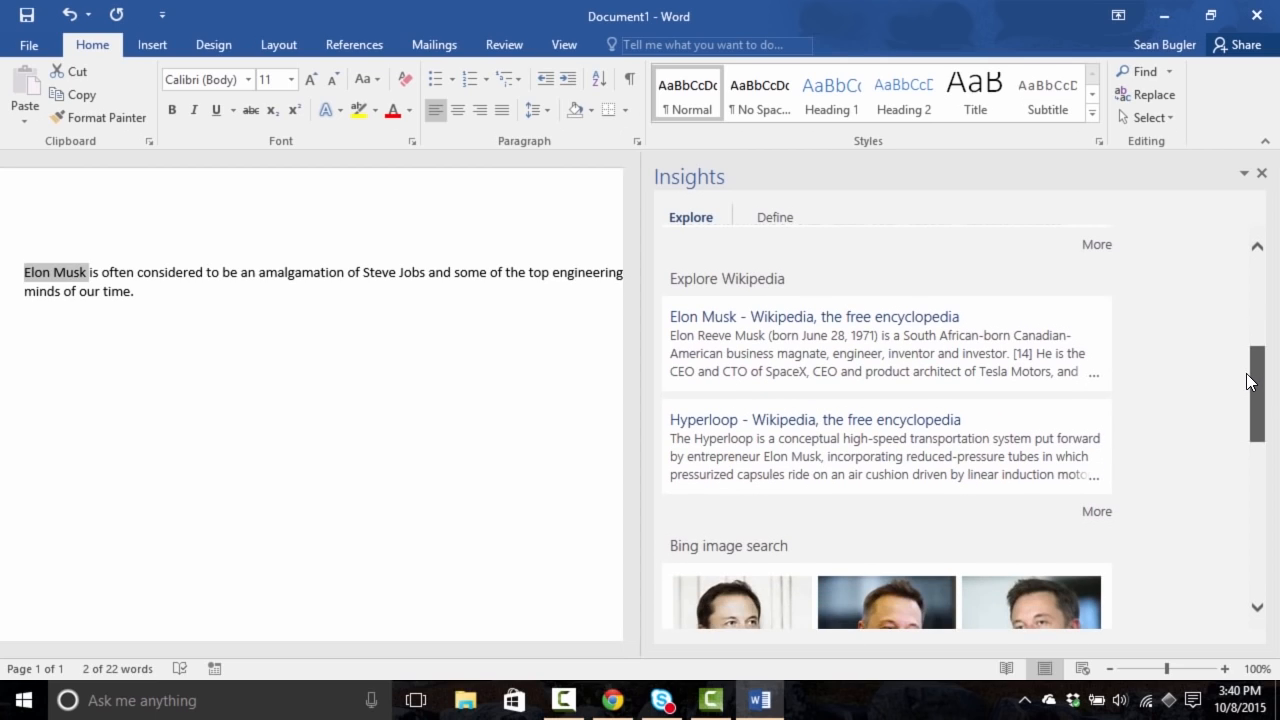 Document1 - Word
File Home Insert Design Layout References Mailings Review View Tell me what you want to do... Sean Bugler Share
Paste
Cut
Copy
Format Painter
Clipboard
Calibri (Body) 11 Aa
B I U abc x₂ x² A ab A
Font
Paragraph
AaBbCcDc AaBbCcDc AaBbCc AaBbCcD AaB AaBbCcD
¶ Normal ¶ No Spac... Heading 1 Heading 2 Title Subtitle
Styles
Find
Replace
Select
Editing
Elon Musk is often considered to be an amalgamation of Steve Jobs and some of the top engineering
minds of our time.
Insights
Explore Define
More
Explore Wikipedia
Elon Musk - Wikipedia, the free encyclopedia
Elon Reeve Musk (born June 28, 1971) is a South African-born Canadian-
American business magnate, engineer, inventor and investor. [14] He is the
CEO and CTO of SpaceX, CEO and product architect of Tesla Motors, and ...
Hyperloop - Wikipedia, the free encyclopedia
The Hyperloop is a conceptual high-speed transportation system put forward
by entrepreneur Elon Musk, incorporating reduced-pressure tubes in which
pressurized capsules ride on an air cushion driven by linear induction moto...
More
Bing image search
Page 1 of 1 2 of 22 words 100%
Ask me anything
3:40 PM
10/8/2015